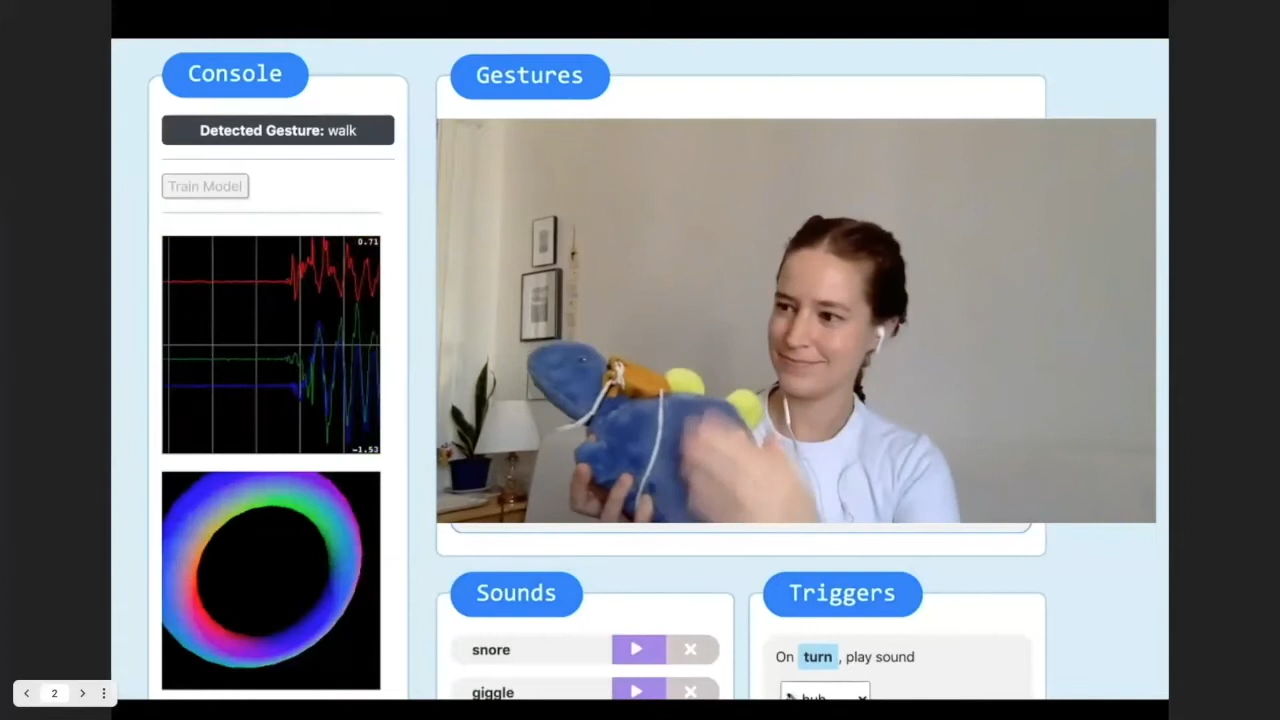 Console
Detected Gesture: walk
Train Model
0.71
-1.53
Gestures
Sounds
snore
giggle
Triggers
On turn, play sound
2